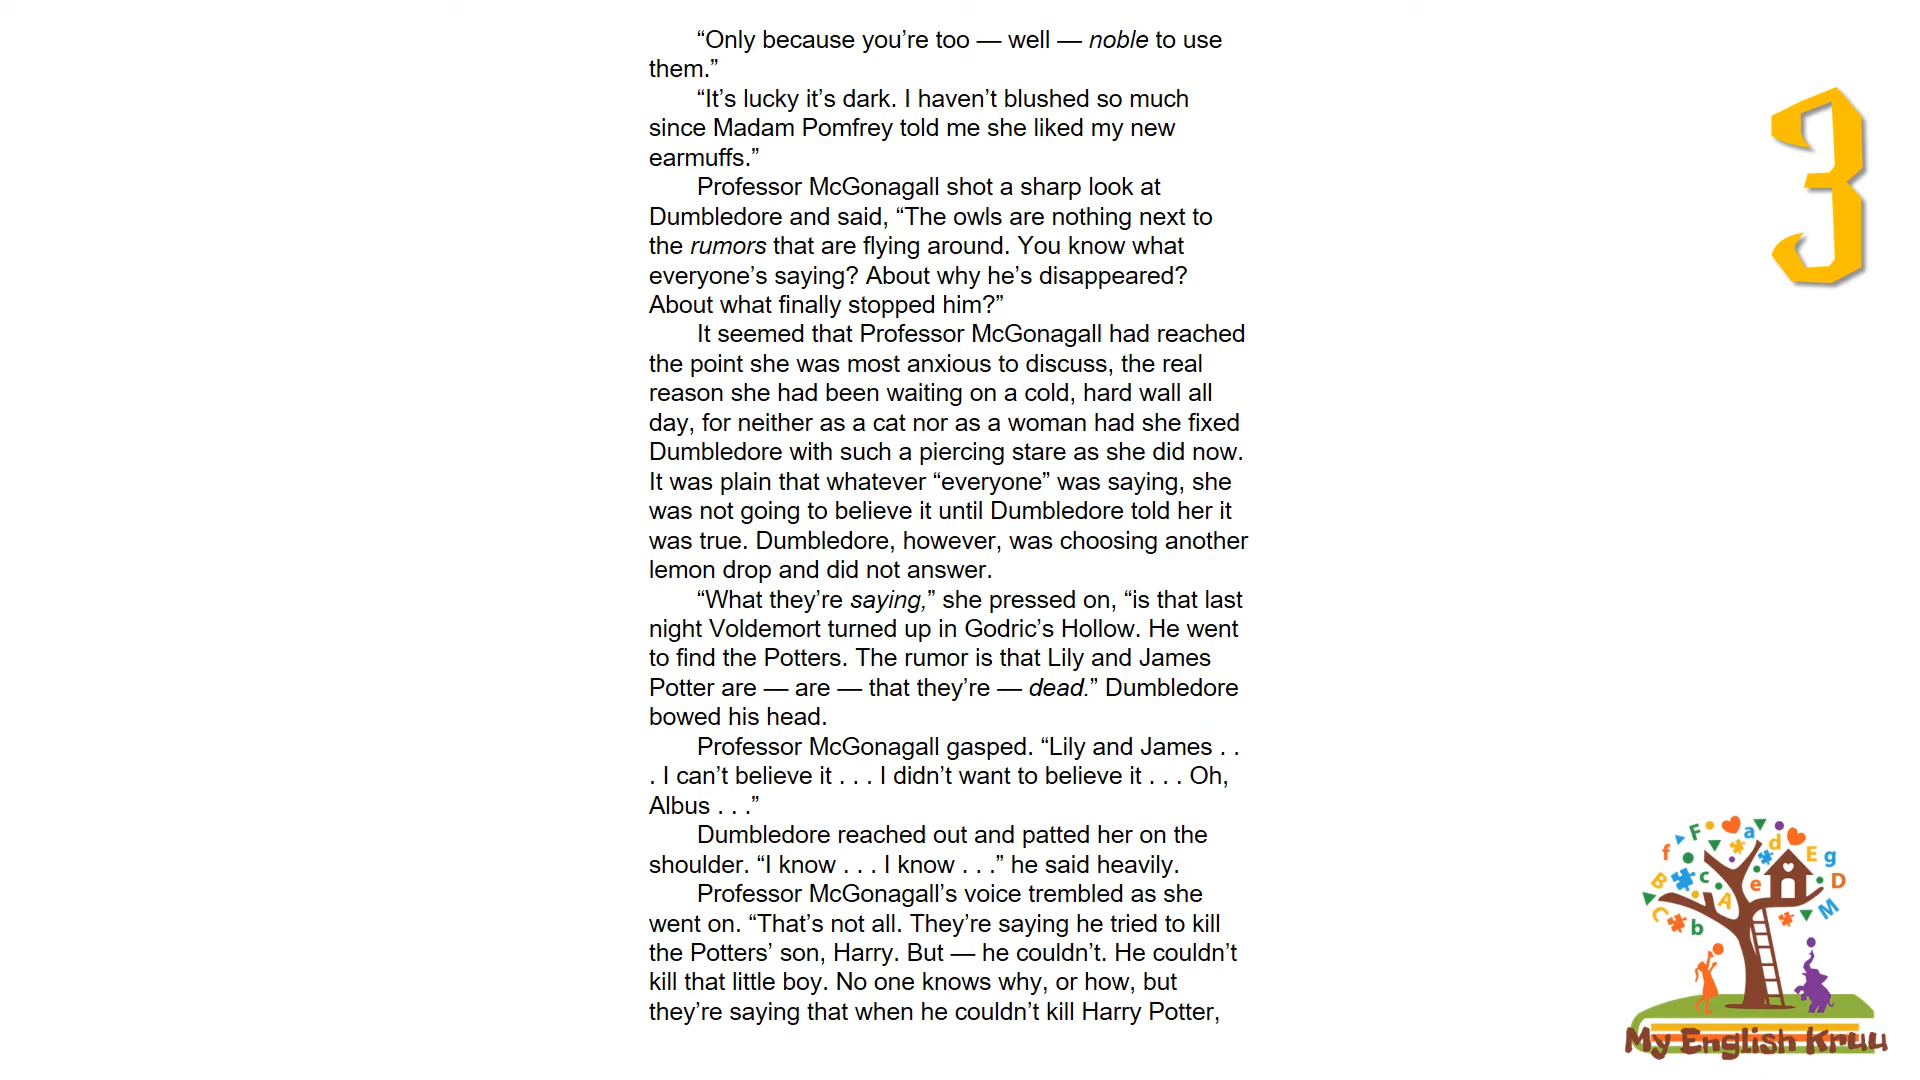 “Only because you’re too — well — noble to use
them.”
“It’s lucky it’s dark. I haven’t blushed so much
since Madam Pomfrey told me she liked my new
earmuffs.”
Professor McGonagall shot a sharp look at
Dumbledore and said, “The owls are nothing next to
the rumors that are flying around. You know what
everyone’s saying? About why he’s disappeared?
About what finally stopped him?”
It seemed that Professor McGonagall had reached
the point she was most anxious to discuss, the real
reason she had been waiting on a cold, hard wall all
day, for neither as a cat nor as a woman had she fixed
Dumbledore with such a piercing stare as she did now.
It was plain that whatever “everyone” was saying, she
was not going to believe it until Dumbledore told her it
was true. Dumbledore, however, was choosing another
lemon drop and did not answer.
“What they’re saying,” she pressed on, “is that last
night Voldemort turned up in Godric’s Hollow. He went
to find the Potters. The rumor is that Lily and James
Potter are — are — that they’re — dead.” Dumbledore
bowed his head.
Professor McGonagall gasped. “Lily and James . .
. I can’t believe it . . . I didn’t want to believe it . . . Oh,
Albus . . .”
Dumbledore reached out and patted her on the
shoulder. “I know . . . I know . . .” he said heavily.
Professor McGonagall’s voice trembled as she
went on. “That’s not all. They’re saying he tried to kill
the Potters’ son, Harry. But — he couldn’t. He couldn’t
kill that little boy. No one knows why, or how, but
they’re saying that when he couldn’t kill Harry Potter,
3
F a d E g
f B c e D
C A b M
My English Kruu